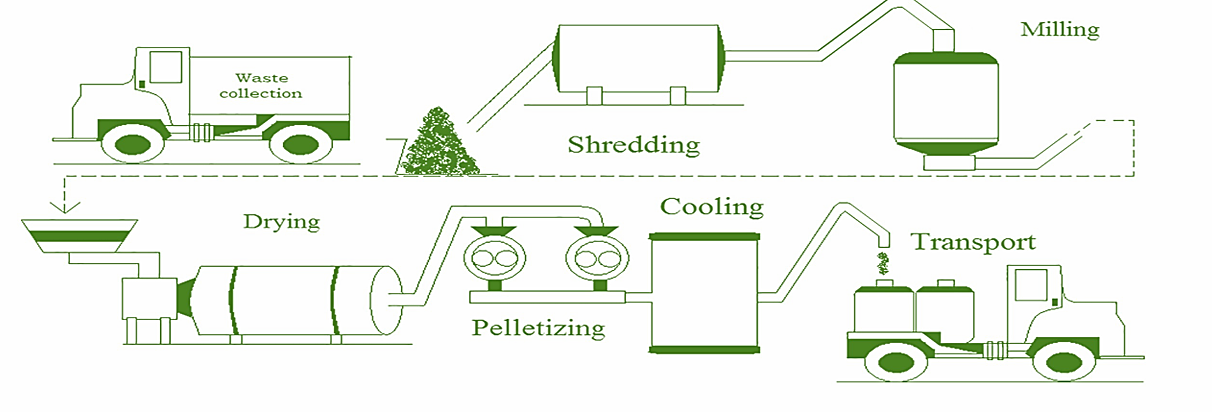 Waste
collection
Shredding
Milling
Drying
Pelletizing
Cooling
Transport